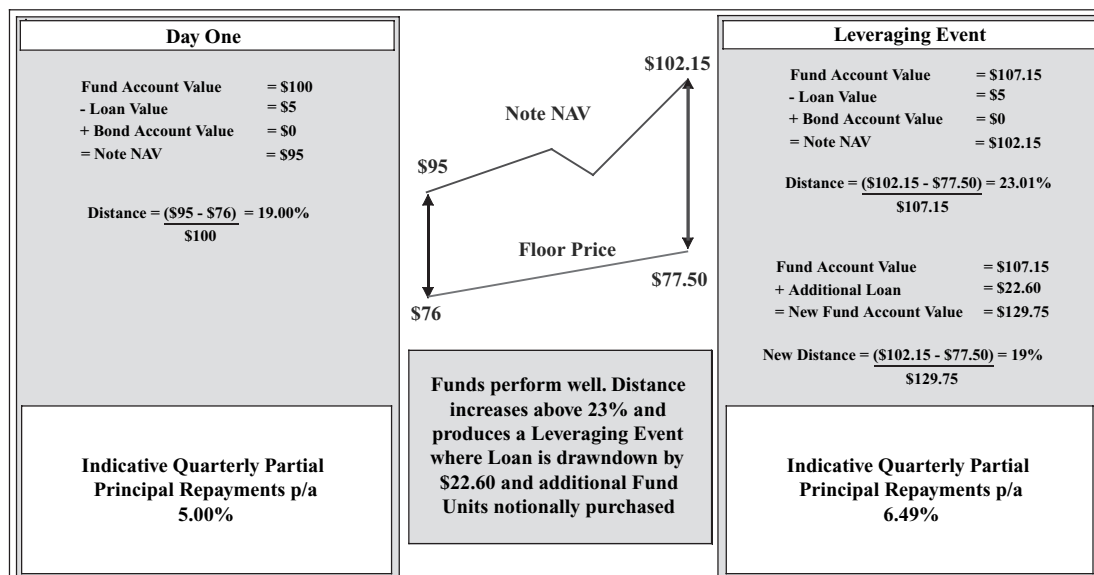 Day One
Fund Account Value = $100
- Loan Value = $5
+ Bond Account Value = $0
= Note NAV = $95
Distance = ($95 - $76) = 19.00%
$100
Indicative Quarterly Partial
Principal Repayments p/a
5.00%
$102.15
Note NAV
$95
Floor Price
$77.50
$76
Funds perform well. Distance
increases above 23% and
produces a Leveraging Event
where Loan is drawndown by
$22.60 and additional Fund
Units notionally purchased
Leveraging Event
Fund Account Value = $107.15
- Loan Value = $5
+ Bond Account Value = $0
= Note NAV = $102.15
Distance = ($102.15 - $77.50) = 23.01%
$107.15
Fund Account Value = $107.15
+ Additional Loan = $22.60
= New Fund Account Value = $129.75
New Distance = ($102.15 - $77.50) = 19%
$129.75
Indicative Quarterly Partial
Principal Repayments p/a
6.49%